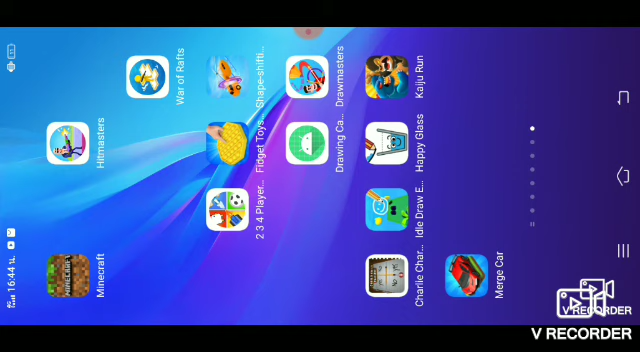 16:44
MINECRAFT
Minecraft
Hitmasters
War of Rafts
2 3 4 Player...
Fidget Toys...
Shape-shifti...
Drawing Ca...
Drawmasters
Charlie Char...
Idle Draw E...
Happy Glass
Kaiju Run
Merge Car
V RECORDER
V RECORDER